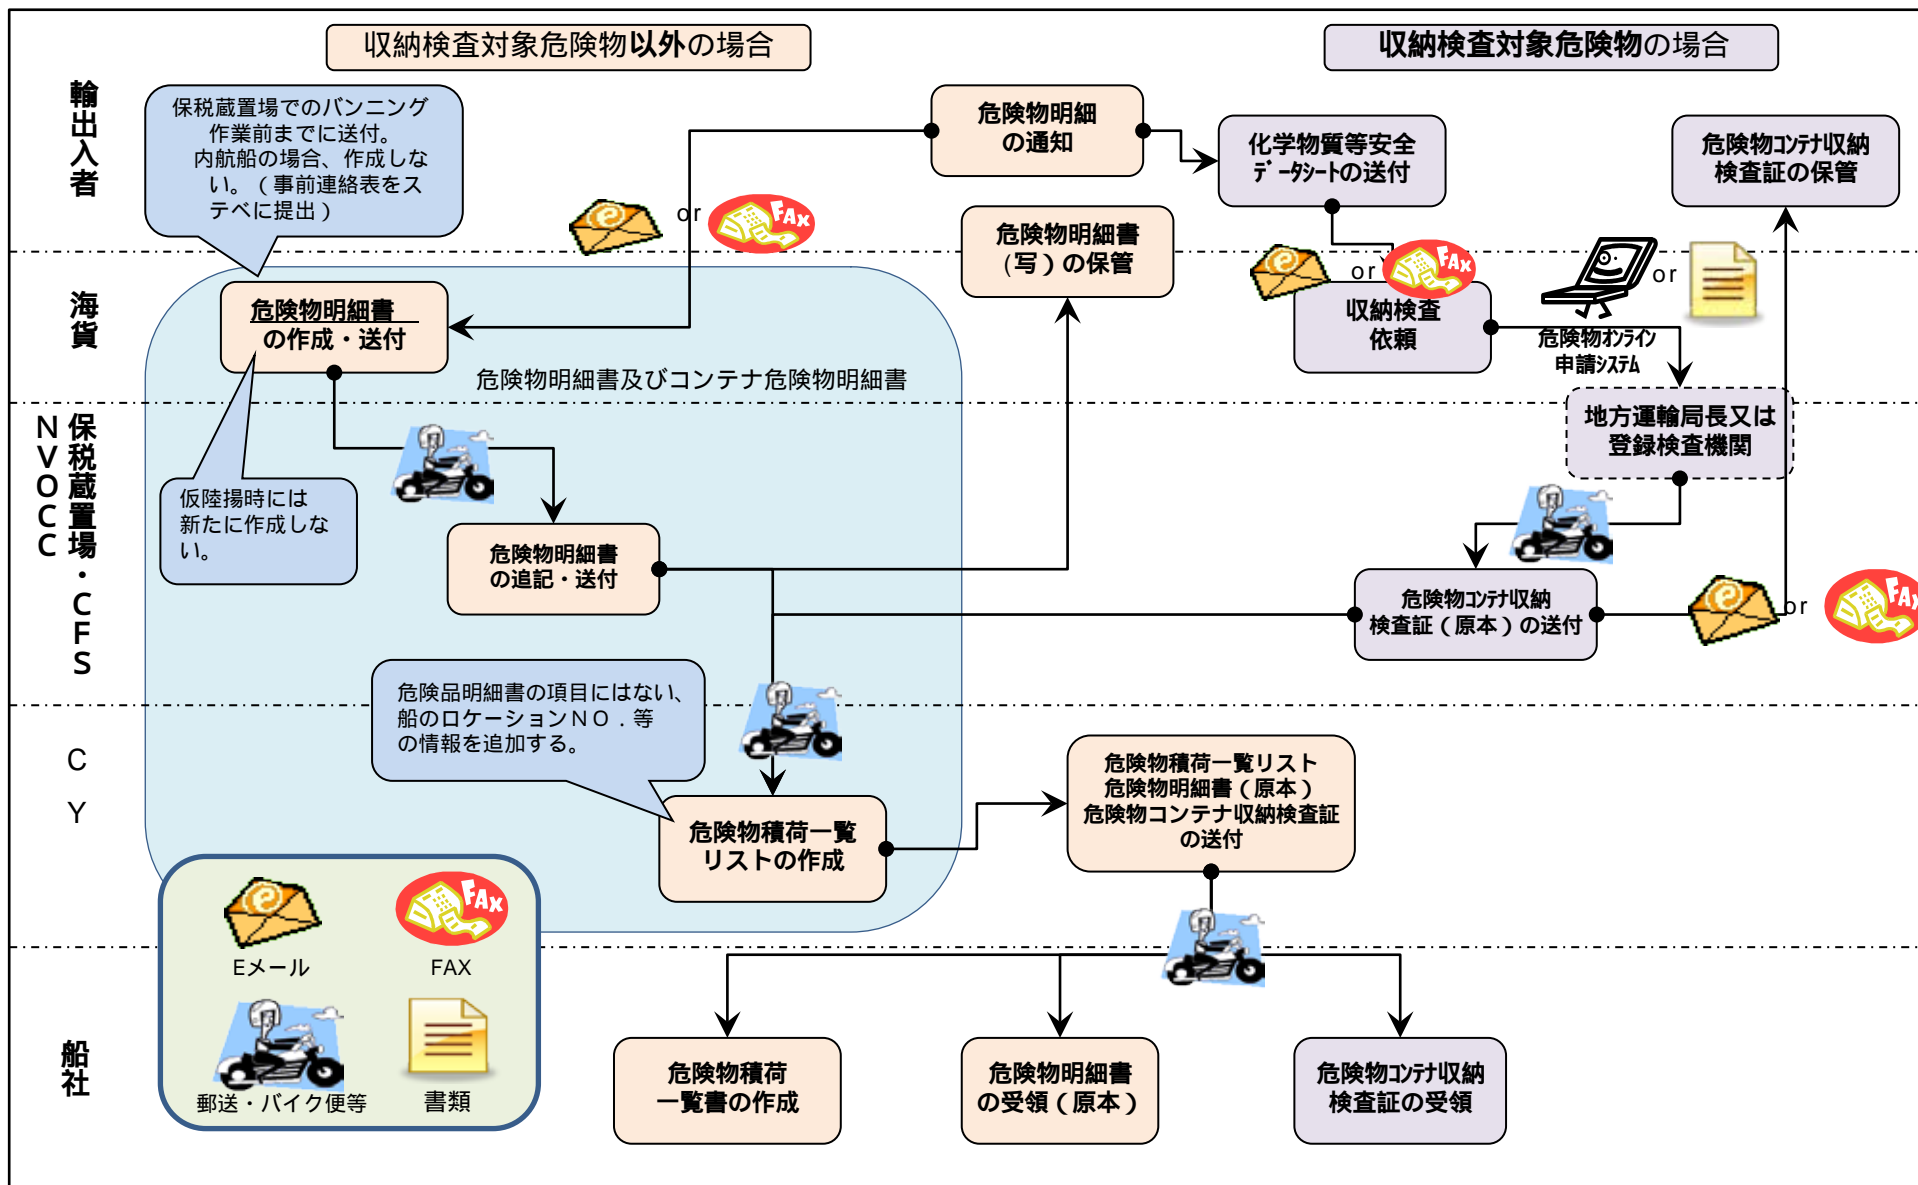 収納検査対象危険物以外の場合
収納検査対象危険物の場合
輸出入者
保税蔵置場でのバンニング
作業前までに送付。
内航船の場合、作成しな
い。（事前連絡表をス
テベに提出）
危険物明細
の通知
化学物質等安全
データシートの送付
危険物コンテナ収納
検査証の保管
or
FAX
危険物明細書
（写）の保管
海貨
危険物明細書
の作成・送付
or
FAX
収納検査
依頼
or
危険物オンライン
申請システム
危険物明細書及びコンテナ危険物明細書
保税蔵置場・CFS
NVOCC
地方運輸局長又は
登録検査機関
仮陸揚時には
新たに作成しな
い。
危険物明細書
の追記・送付
危険物コンテナ収納
検査証（原本）の送付
or
FAX
危険品明細書の項目にはない、
船のロケーションＮＯ．等
の情報を追加する。
C
Y
危険物積荷一覧リスト
危険物明細書（原本）
危険物コンテナ収納検査証
の送付
危険物積荷一覧
リストの作成
FAX
Eメール
FAX
郵送・バイク便等
書類
船社
危険物積荷
一覧書の作成
危険物明細書
の受領（原本）
危険物コンテナ収納
検査証の受領